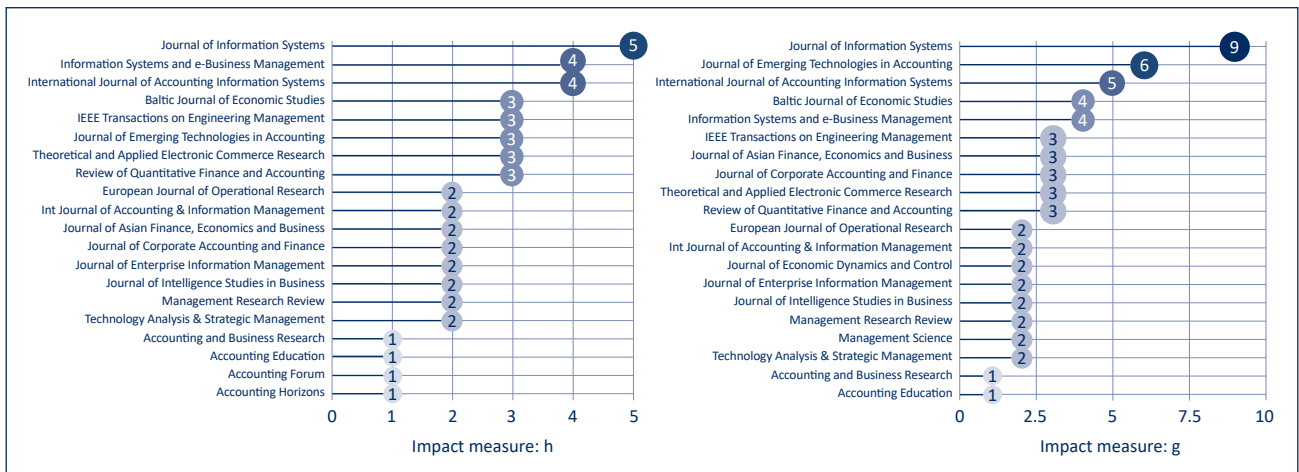 Journal of Information Systems 5
Information Systems and e-Business Management 4
International Journal of Accounting Information Systems 4
Baltic Journal of Economic Studies 3
IEEE Transactions on Engineering Management 3
Journal of Emerging Technologies in Accounting 3
Theoretical and Applied Electronic Commerce Research 3
Review of Quantitative Finance and Accounting 3
European Journal of Operational Research 2
Int Journal of Accounting & Information Management 2
Journal of Asian Finance, Economics and Business 2
Journal of Corporate Accounting and Finance 2
Journal of Enterprise Information Management 2
Journal of Intelligence Studies in Business 2
Management Research Review 2
Technology Analysis & Strategic Management 2
Accounting and Business Research 1
Accounting Education 1
Accounting Forum 1
Accounting Horizons 1
0 1 2 3 4 5
Impact measure: h
Journal of Information Systems 9
Journal of Emerging Technologies in Accounting 6
International Journal of Accounting Information Systems 5
Baltic Journal of Economic Studies 4
Information Systems and e-Business Management 4
IEEE Transactions on Engineering Management 3
Journal of Asian Finance, Economics and Business 3
Journal of Corporate Accounting and Finance 3
Theoretical and Applied Electronic Commerce Research 3
Review of Quantitative Finance and Accounting 3
European Journal of Operational Research 2
Int Journal of Accounting & Information Management 2
Journal of Economic Dynamics and Control 2
Journal of Enterprise Information Management 2
Journal of Intelligence Studies in Business 2
Management Research Review 2
Management Science 2
Technology Analysis & Strategic Management 2
Accounting and Business Research 1
Accounting Education 1
0 2.5 5 7.5 10
Impact measure: g